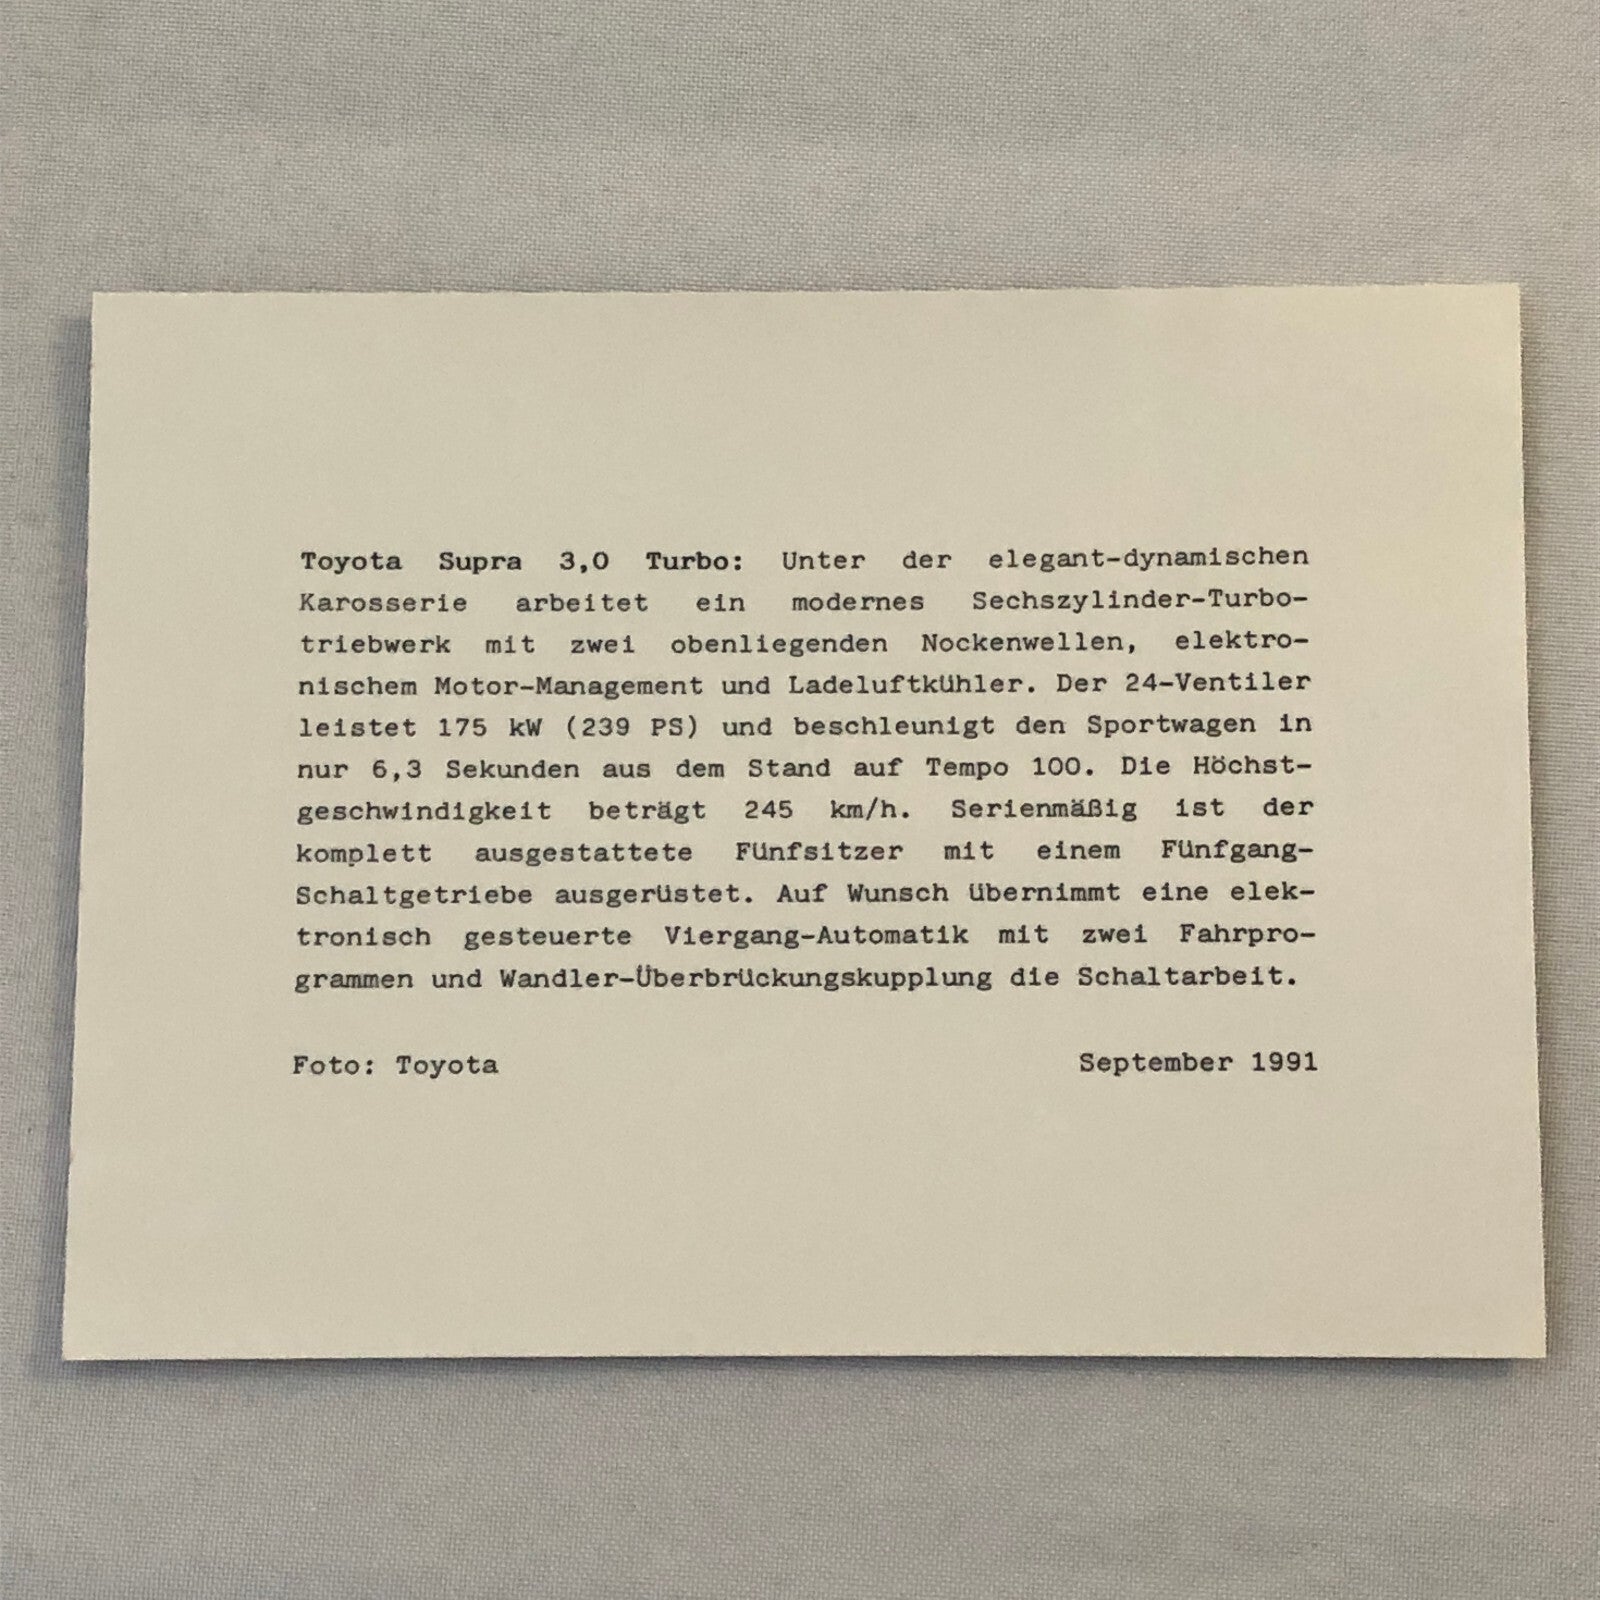 Toyota Supra 3,0 Turbo: Unter der elegant-dynamischen
Karosserie arbeitet ein modernes Sechszylinder-Turbo-
triebwerk mit zwei obenliegenden Nockenwellen, elektro-
nischem Motor-Management und Ladeluftkühler. Der 24-Ventiler
leistet 175 kW (239 PS) und beschleunigt den Sportwagen in
nur 6,3 Sekunden aus dem Stand auf Tempo 100. Die Höchst-
geschwindigkeit beträgt 245 km/h. Serienmäßig ist der
komplett ausgestattete Fünfsitzer mit einem Fünfgang-
Schaltgetriebe ausgerüstet. Auf Wunsch übernimmt eine elek-
tronisch gesteuerte Viergang-Automatik mit zwei Fahrpro-
grammen und Wandler-Überbrückungskupplung die Schaltarbeit.
Foto: Toyota September 1991